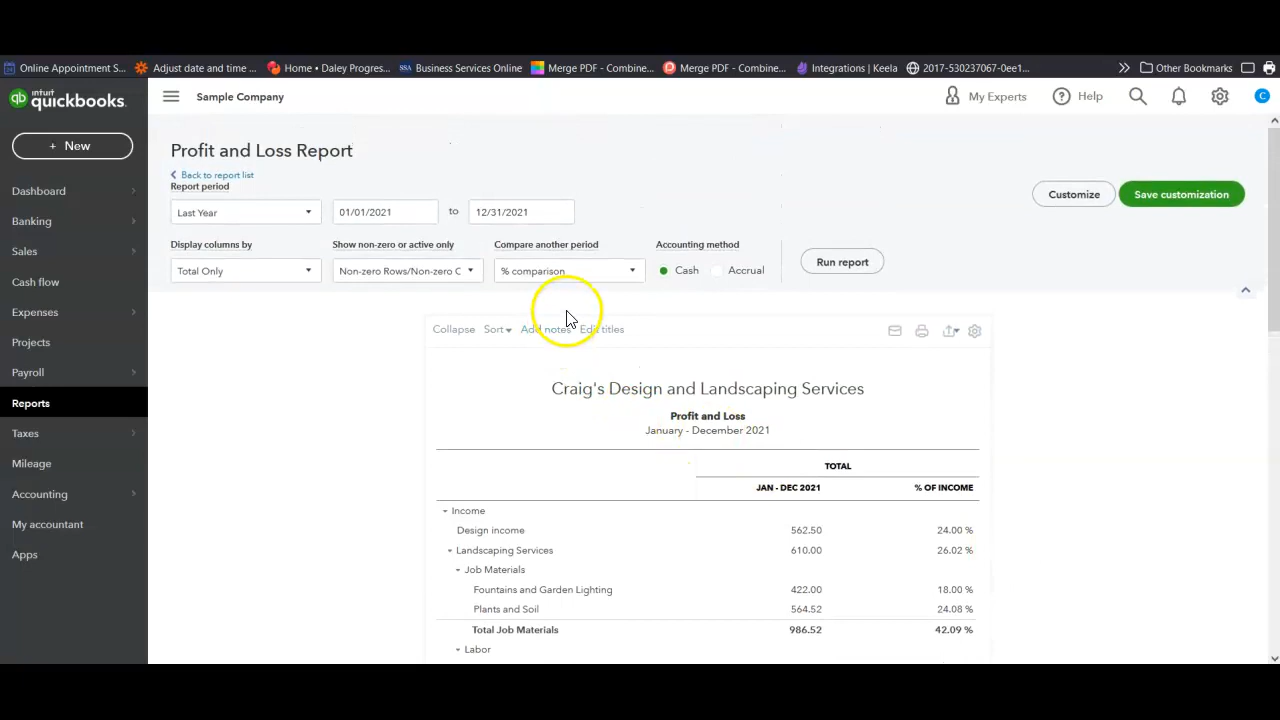 Online Appointment S... Adjust date and time ... Home • Daley Progres... SSA Business Services Online Merge PDF - Combine... Merge PDF - Combine... Integrations | Keela 2017-530237067-0ee1... Other Bookmarks
intuit
quickbooks.
Sample Company
My Experts
Help
C
+ New
Dashboard
Banking
Sales
Cash flow
Expenses
Projects
Payroll
Reports
Taxes
Mileage
Accounting
My accountant
Apps
Profit and Loss Report
Back to report list
Report period
Last Year 01/01/2021 to 12/31/2021
Customize Save customization
Display columns by Show non-zero or active only Compare another period Accounting method
Total Only Non-zero Rows/Non-zero C % comparison Cash Accrual Run report
Collapse Sort Add notes Edit titles
Craig's Design and Landscaping Services
Profit and Loss
January - December 2021
TOTAL
JAN - DEC 2021 % OF INCOME
Income
Design income 562.50 24.00 %
Landscaping Services 610.00 26.02 %
Job Materials
Fountains and Garden Lighting 422.00 18.00 %
Plants and Soil 564.52 24.08 %
Total Job Materials 986.52 42.09 %
Labor